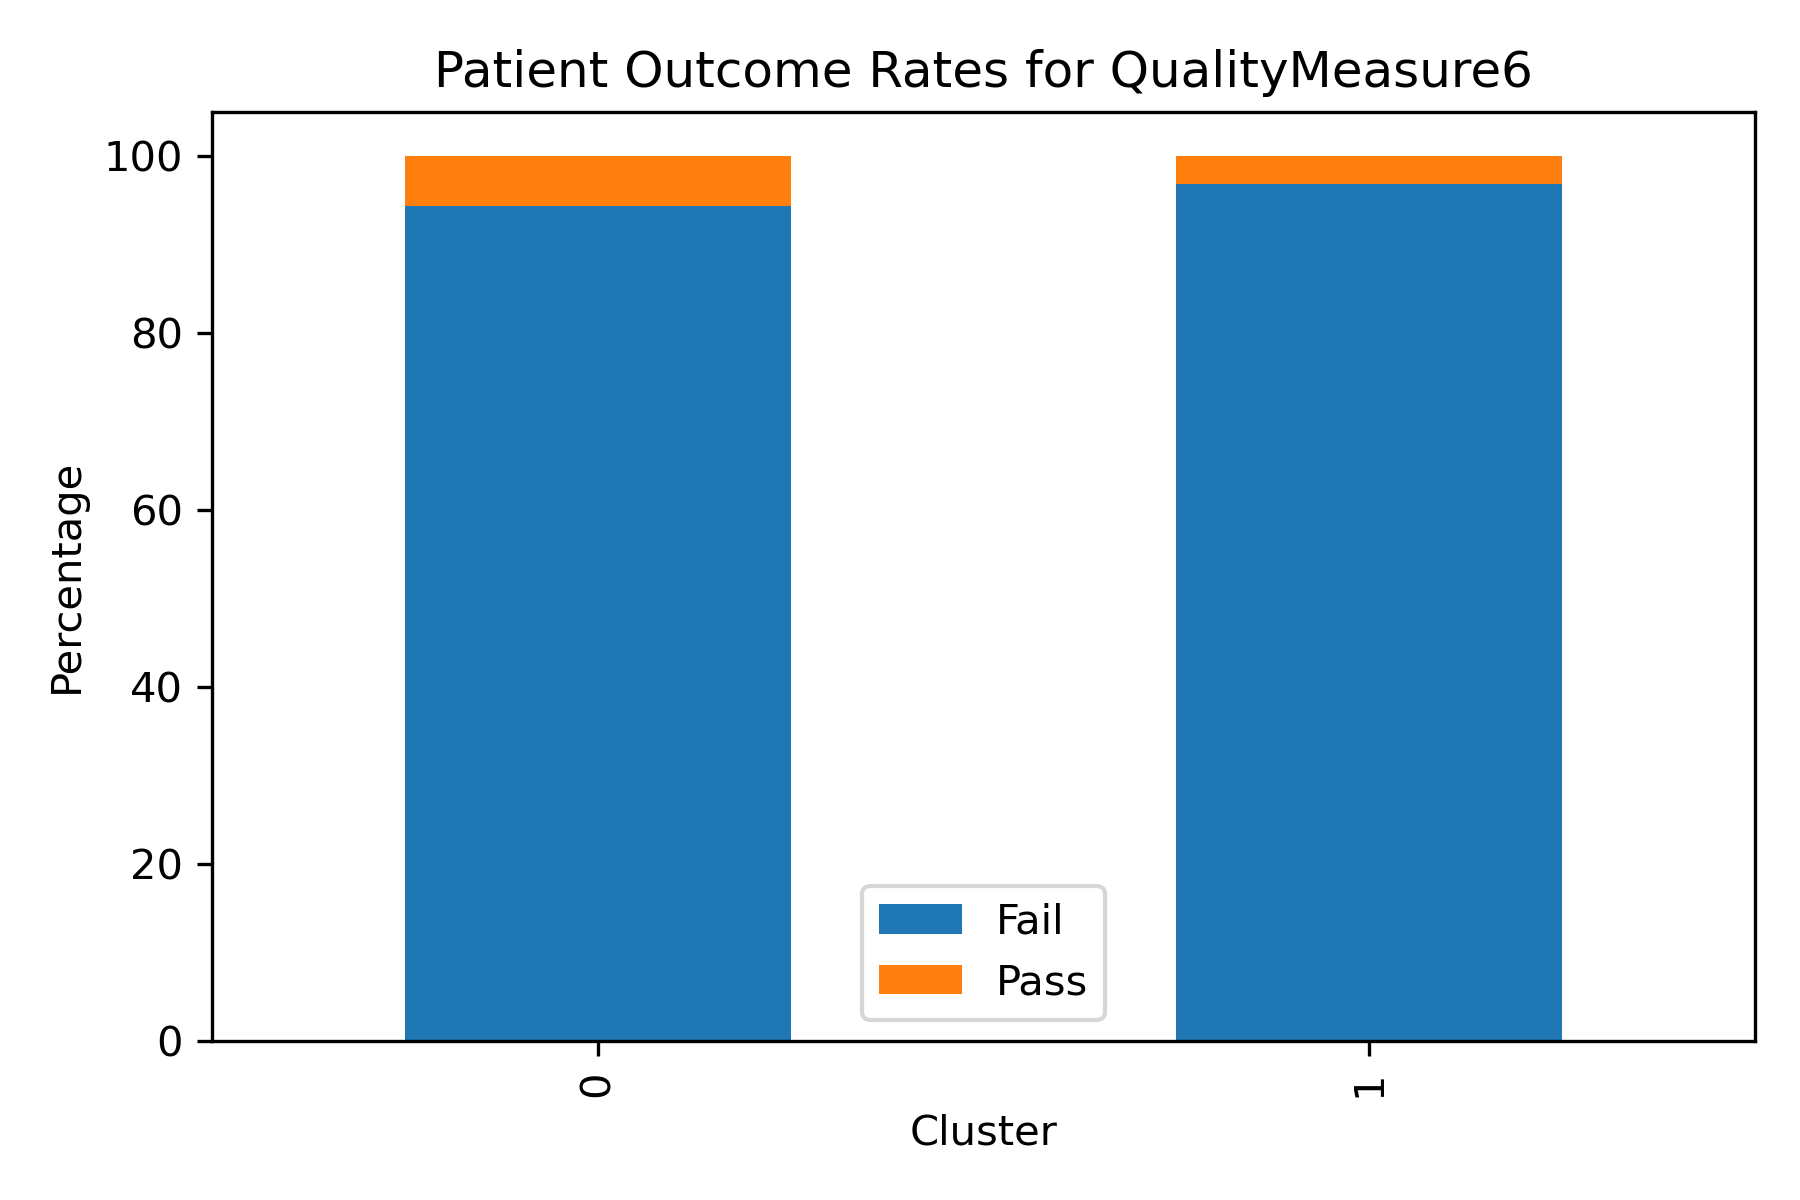 Patient Outcome Rates for QualityMeasure6
100
80
60
40
20
0
Percentage
Fail
Pass
0
1
Cluster